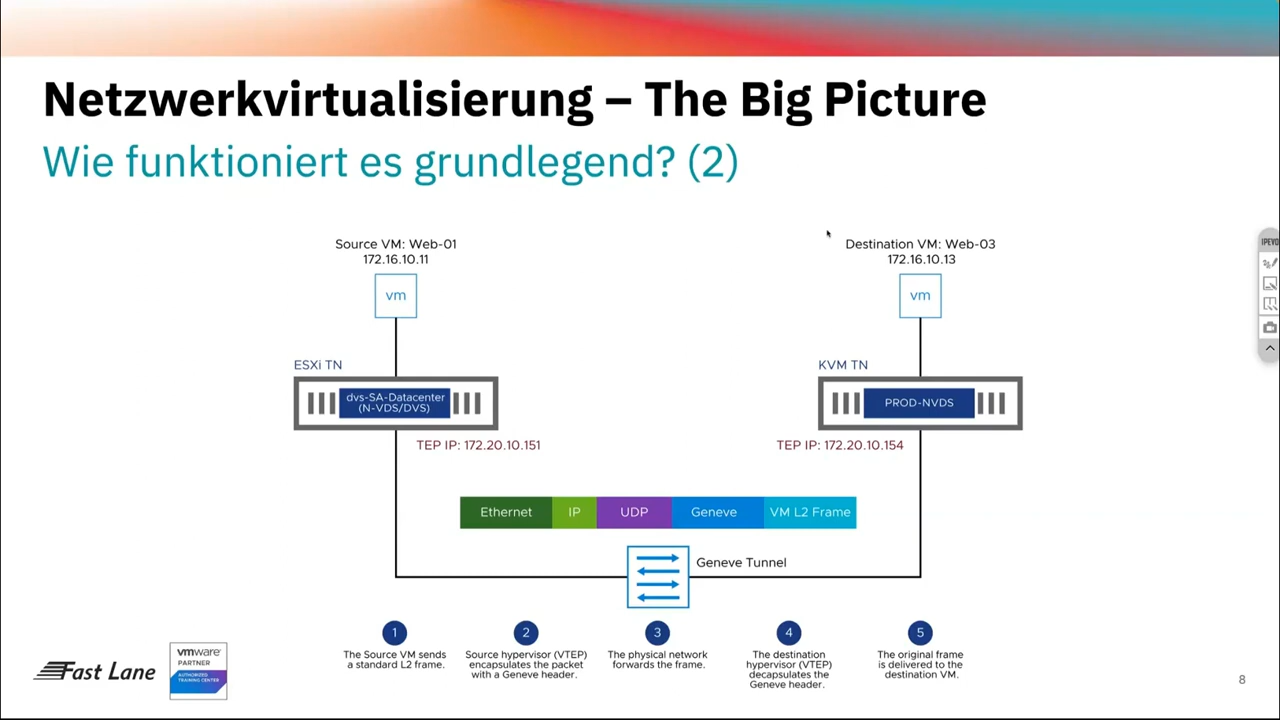 Netzwerkvirtualisierung – The Big Picture
Wie funktioniert es grundlegend? (2)
Source VM: Web-01
172.16.10.11
Destination VM: Web-03
172.16.10.13
vm
vm
ESXi TN
KVM TN
dvs-SA-Datacenter
(N-VDS/DVS)
PROD-NVDS
TEP IP: 172.20.10.151
TEP IP: 172.20.10.154
Ethernet IP UDP Geneve VM L2 Frame
Geneve Tunnel
1
The Source VM sends
a standard L2 frame.
2
Source hypervisor (VTEP)
encapsulates the packet
with a Geneve header.
3
The physical network
forwards the frame.
4
The destination
hypervisor (VTEP)
decapsulates the
Geneve header.
5
The original frame
is delivered to the
destination VM.
Fast Lane
vmware
PARTNER
AUTHORIZED
TRAINING CENTER
8
IPEVO